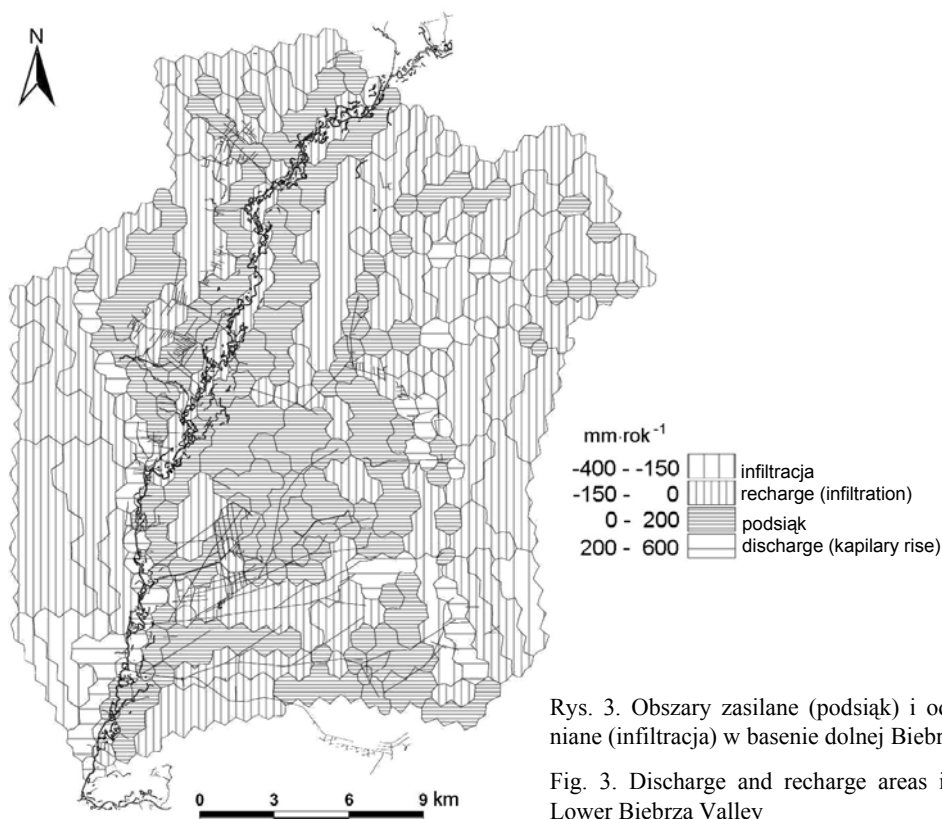 N
mm·rok⁻¹
-400 - -150 infiltracja
-150 - 0 recharge (infiltration)
0 - 200 podsiąk
200 - 600 discharge (kapilary rise)
Rys. 3. Obszary zasilane (podsiąk) i
niane (infiltracja) w basenie dolnej
Fig. 3. Discharge and recharge areas
Lower Biebrza Valley
0 3 6 9 km